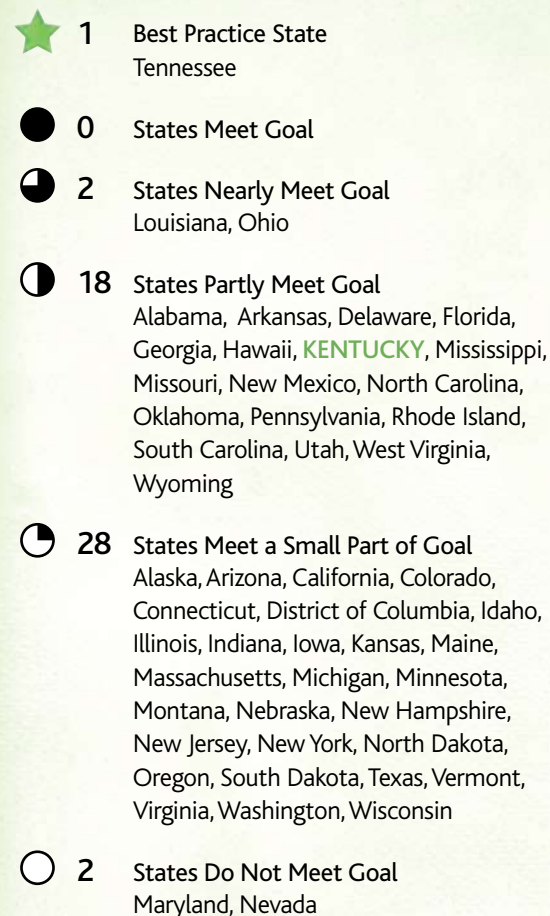 1 Best Practice State
Tennessee
0 States Meet Goal
2 States Nearly Meet Goal
Louisiana, Ohio
18 States Partly Meet Goal
Alabama, Arkansas, Delaware, Florida,
Georgia, Hawaii, KENTUCKY, Mississippi,
Missouri, New Mexico, North Carolina,
Oklahoma, Pennsylvania, Rhode Island,
South Carolina, Utah, West Virginia,
Wyoming
28 States Meet a Small Part of Goal
Alaska, Arizona, California, Colorado,
Connecticut, District of Columbia, Idaho,
Illinois, Indiana, Iowa, Kansas, Maine,
Massachusetts, Michigan, Minnesota,
Montana, Nebraska, New Hampshire,
New Jersey, New York, North Dakota,
Oregon, South Dakota, Texas, Vermont,
Virginia, Washington, Wisconsin
2 States Do Not Meet Goal
Maryland, Nevada